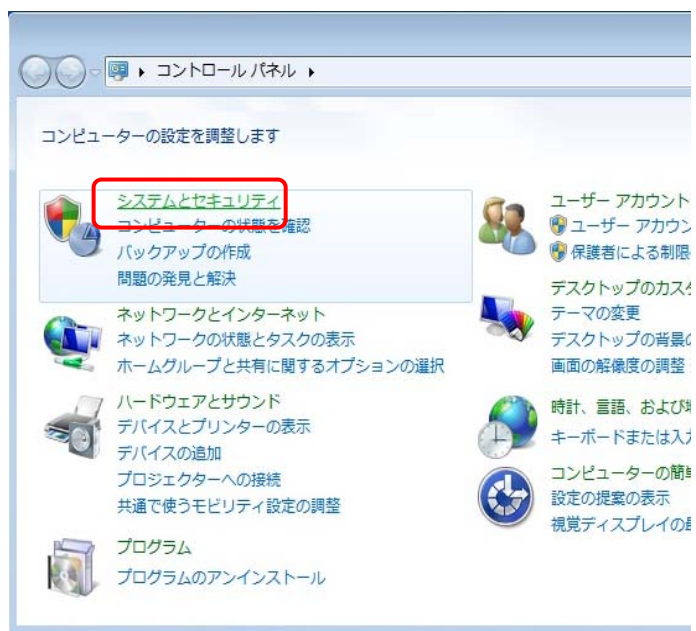 コントロール パネル
コンピューターの設定を調整します
システムとセキュリティ
コンピューターの状態を確認
バックアップの作成
問題の発見と解決
ネットワークとインターネット
ネットワークの状態とタスクの表示
ホームグループと共有に関するオプションの選択
ハードウェアとサウンド
デバイスとプリンターの表示
デバイスの追加
プロジェクターへの接続
共通で使うモビリティ設定の調整
プログラム
プログラムのアンインストール
ユーザー アカウント
ユーザー アカウン
保護者による制限
デスクトップのカスタ
テーマの変更
デスクトップの背景の
画面の解像度の調整
時計、言語、および
キーボードまたは入力
コンピューターの簡単
設定の提案の表示
視覚ディスプレイの